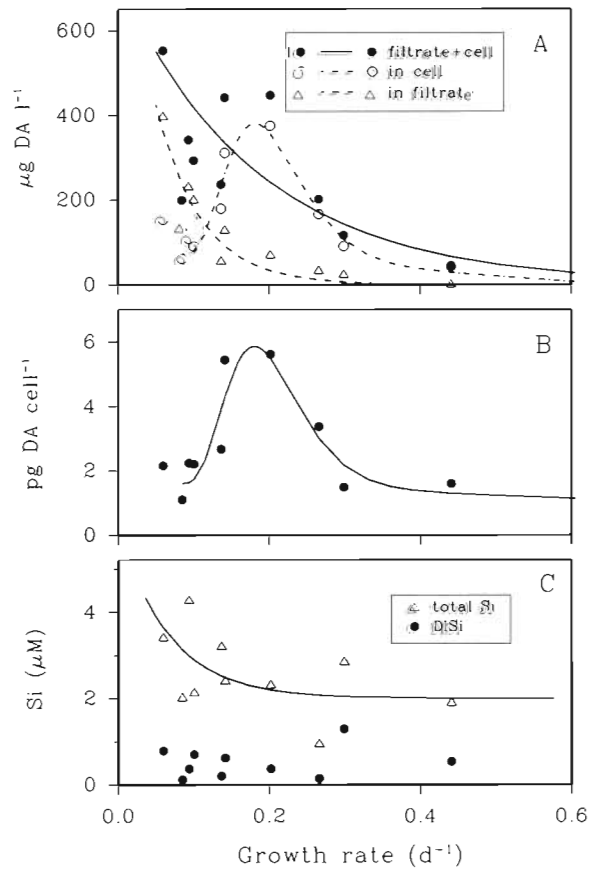 600
400
200
0
µg DA l⁻¹
A
filtrate+cell
in cell
in filtrate
6
4
2
0
pg DA cell⁻¹
B
4
2
0
Si (µM)
C
total Si
DISi
0.0 0.2 0.4 0.6
Growth rate (d⁻¹)